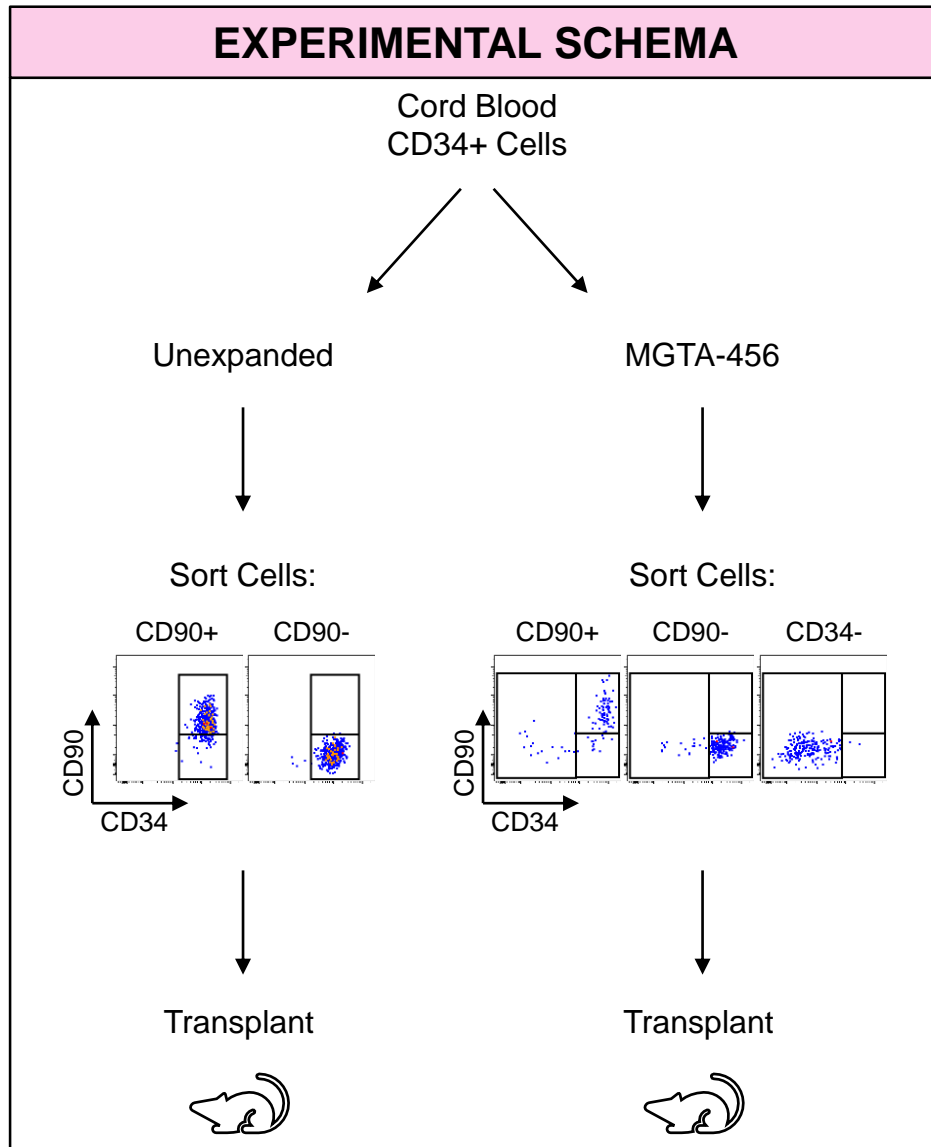 EXPERIMENTAL SCHEMA
Cord Blood
CD34+ Cells
Unexpanded
MGTA-456
Sort Cells:
Sort Cells:
CD90+
CD90-
CD90+
CD90-
CD34-
CD90
CD34
CD90
CD34
Transplant
Transplant